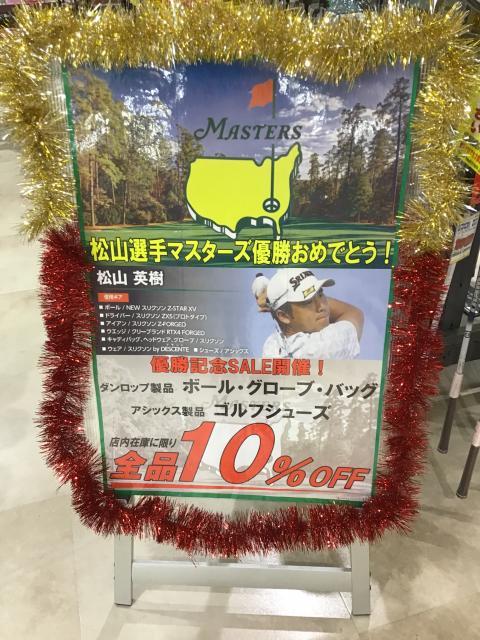 MASTERS
松山選手マスターズ優勝おめでとう！
松山 英樹
SRIXON
使用ギア
■ボール / NEW スリクソン Z-STAR XV
■ドライバー / スリクソン ZX5(プロトタイプ)
■アイアン / スリクソン Z-FORGED
■ウエッジ / クリーブランド RTX4 FORGED
■キャディバッグ、ヘッドウェア、グローブ / スリクソン
■ウェア / スリクソン by DESCENTE ■シューズ / アシックス
優勝記念SALE開催！
ダンロップ製品 ボール・グローブ・バッグ
アシックス製品 ゴルフシューズ
店内在庫に限り
全品10%OFF